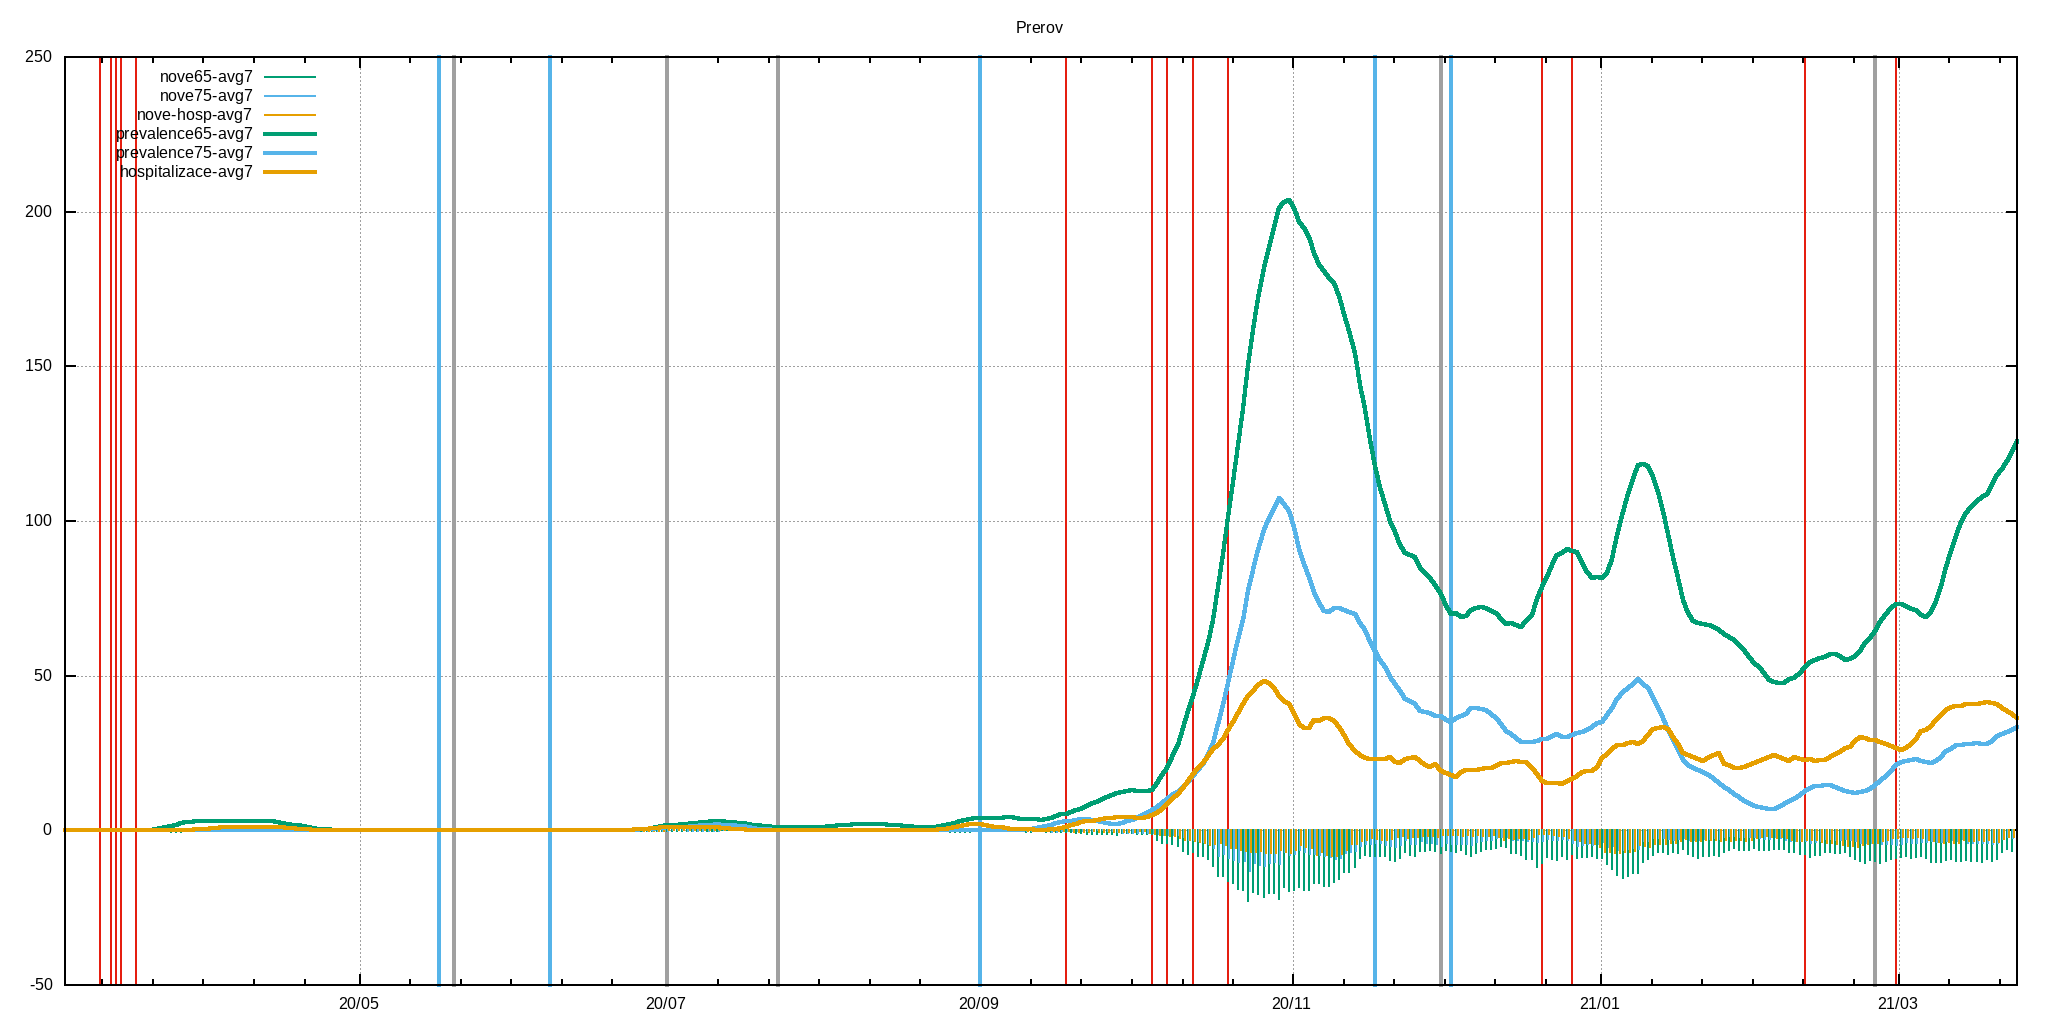 Prerov
250
200
150
100
50
0
-50
nove65-avg7
nove75-avg7
nove-hosp-avg7
prevalence65-avg7
prevalence75-avg7
hospitalizace-avg7
20/05 20/07 20/09 20/11 21/01 21/03